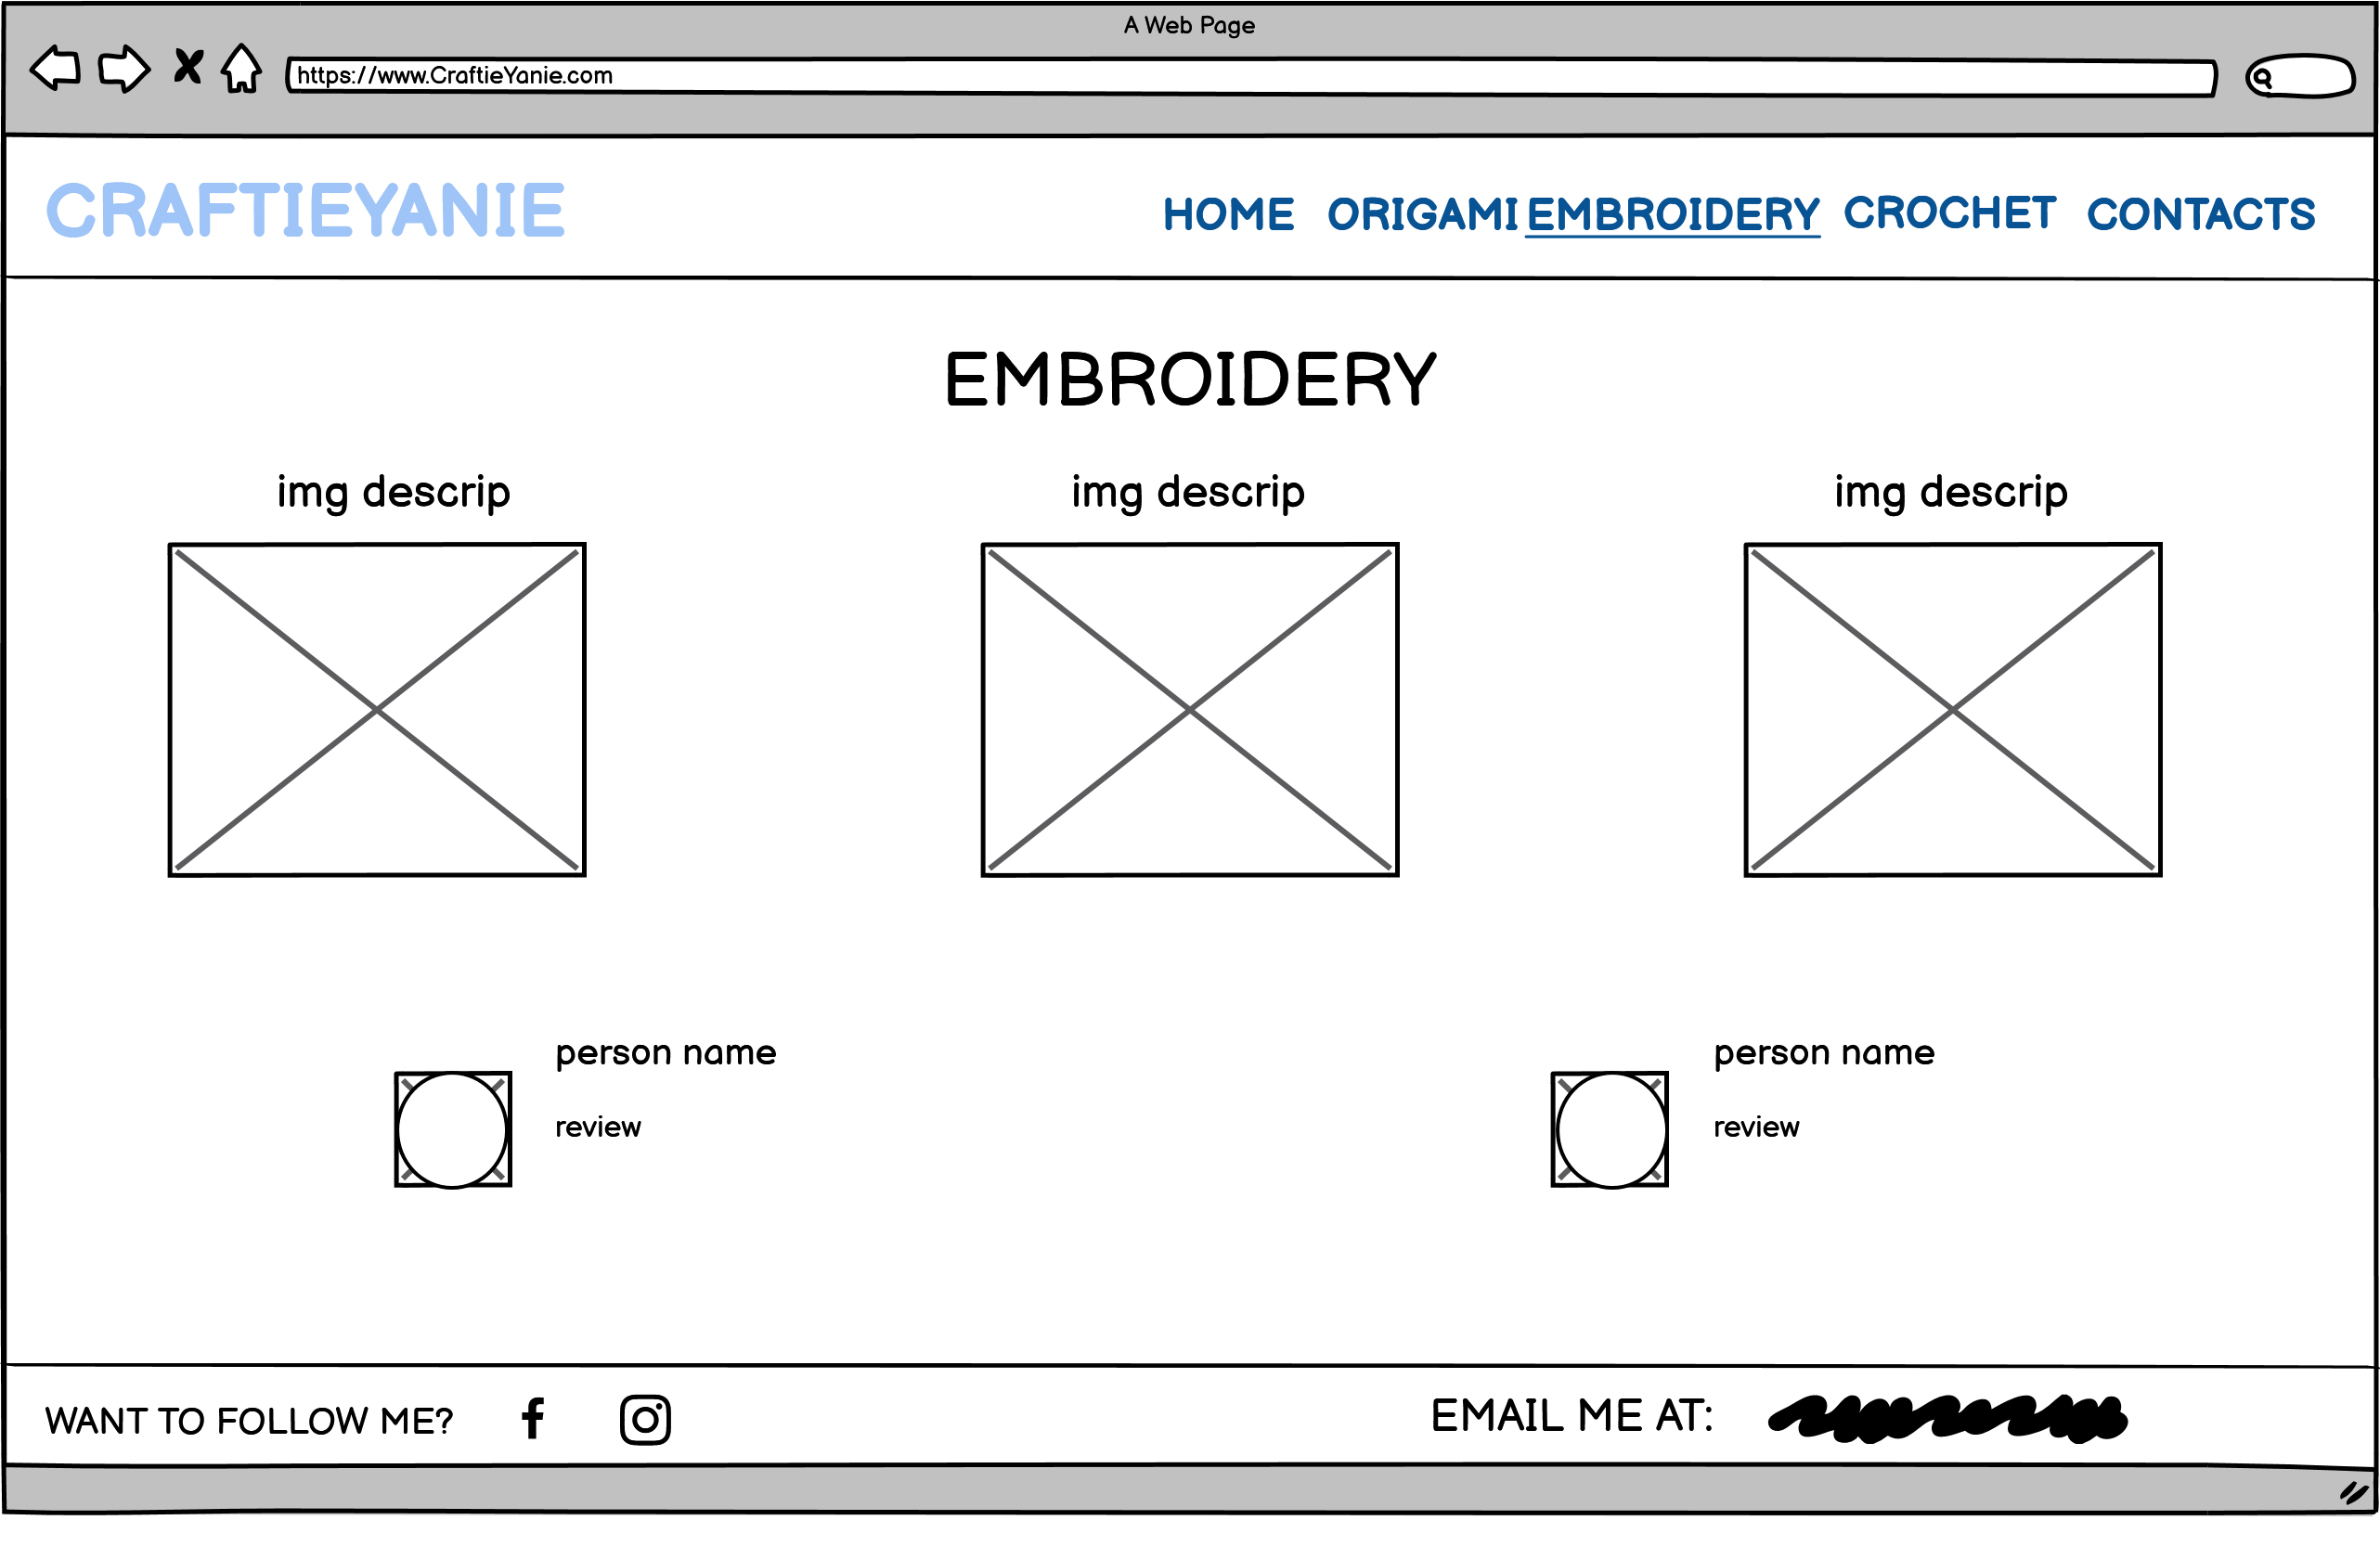 A Web Page
https://www.CraftieYanie.com
CRAFTIEYANIE
HOME ORIGAMI EMBROIDERY CROCHET CONTACTS
EMBROIDERY
img descrip img descrip img descrip
person name person name
review review
WANT TO FOLLOW ME? EMAIL ME AT: